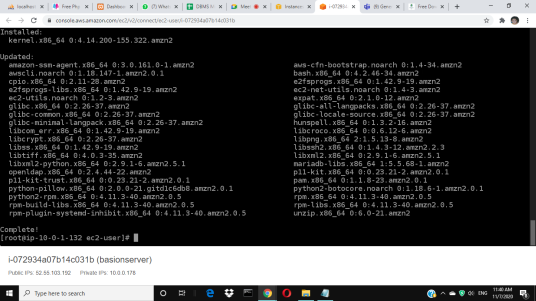 localhost
Free Pic
Dashboard
(7) What
DBMS N
Meet
Instances
i-072934
(5) Genera
Free Goo
console.aws.amazon.com/ec2/v2/connect/ec2-user/i-072934a07b14c031b
Installed:
kernel.x86_64 0:4.14.200-155.322.amzn2
Updated:
amazon-ssm-agent.x86_64 0:3.0.161.0-1.amzn2 aws-cfn-bootstrap.noarch 0:1.4-34.amzn2
awscli.noarch 0:1.18.147-1.amzn2.0.1 bash.x86_64 0:4.2.46-34.amzn2
cpio.x86_64 0:2.11-28.amzn2 e2fsprogs.x86_64 0:1.42.9-19.amzn2
e2fsprogs-libs.x86_64 0:1.42.9-19.amzn2 ec2-net-utils.noarch 0:1.4-3.amzn2
ec2-utils.noarch 0:1.2-3.amzn2 expat.x86_64 0:2.1.0-12.amzn2
glibc.x86_64 0:2.26-37.amzn2 glibc-all-langpacks.x86_64 0:2.26-37.amzn2
glibc-common.x86_64 0:2.26-37.amzn2 glibc-locale-source.x86_64 0:2.26-37.amzn2
glibc-minimal-langpack.x86_64 0:2.26-37.amzn2 hunspell.x86_64 0:1.3.2-16.amzn2
libcom_err.x86_64 0:1.42.9-19.amzn2 libcroco.x86_64 0:0.6.12-6.amzn2
libcrypt.x86_64 0:2.26-37.amzn2 libpng.x86_64 2:1.5.13-8.amzn2
libss.x86_64 0:1.42.9-19.amzn2 libssh2.x86_64 0:1.4.3-12.amzn2.2.3
libtiff.x86_64 0:4.0.3-35.amzn2 libxml2.x86_64 0:2.9.1-6.amzn2.5.1
libxml2-python.x86_64 0:2.9.1-6.amzn2.5.1 mariadb-libs.x86_64 1:5.5.68-1.amzn2
openldap.x86_64 0:2.4.44-22.amzn2 p11-kit.x86_64 0:0.23.21-2.amzn2.0.1
p11-kit-trust.x86_64 0:0.23.21-2.amzn2.0.1 pam.x86_64 0:1.1.8-23.amzn2.0.1
python-pillow.x86_64 0:2.0.0-21.gitd1c6db8.amzn2.0.1 python2-botocore.noarch 0:1.18.6-1.amzn2.0.1
python2-rpm.x86_64 0:4.11.3-40.amzn2.0.5 rpm.x86_64 0:4.11.3-40.amzn2.0.5
rpm-build-libs.x86_64 0:4.11.3-40.amzn2.0.5 rpm-libs.x86_64 0:4.11.3-40.amzn2.0.5
rpm-plugin-systemd-inhibit.x86_64 0:4.11.3-40.amzn2.0.5 unzip.x86_64 0:6.0-21.amzn2
Complete!
[root@ip-10-0-1-132 ec2-user]#
i-072934a07b14c031b (basionserver)
Public IPs: 52.55.103.192 Private IPs: 10.0.0.178
Type here to search
ENG
11:40 AM
11/7/2020